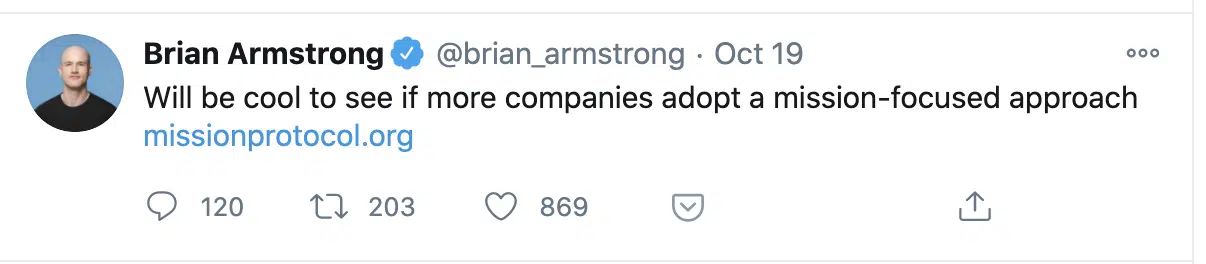 Brian Armstrong @brian_armstrong · Oct 19
Will be cool to see if more companies adopt a mission-focused approach
missionprotocol.org
120 203 869